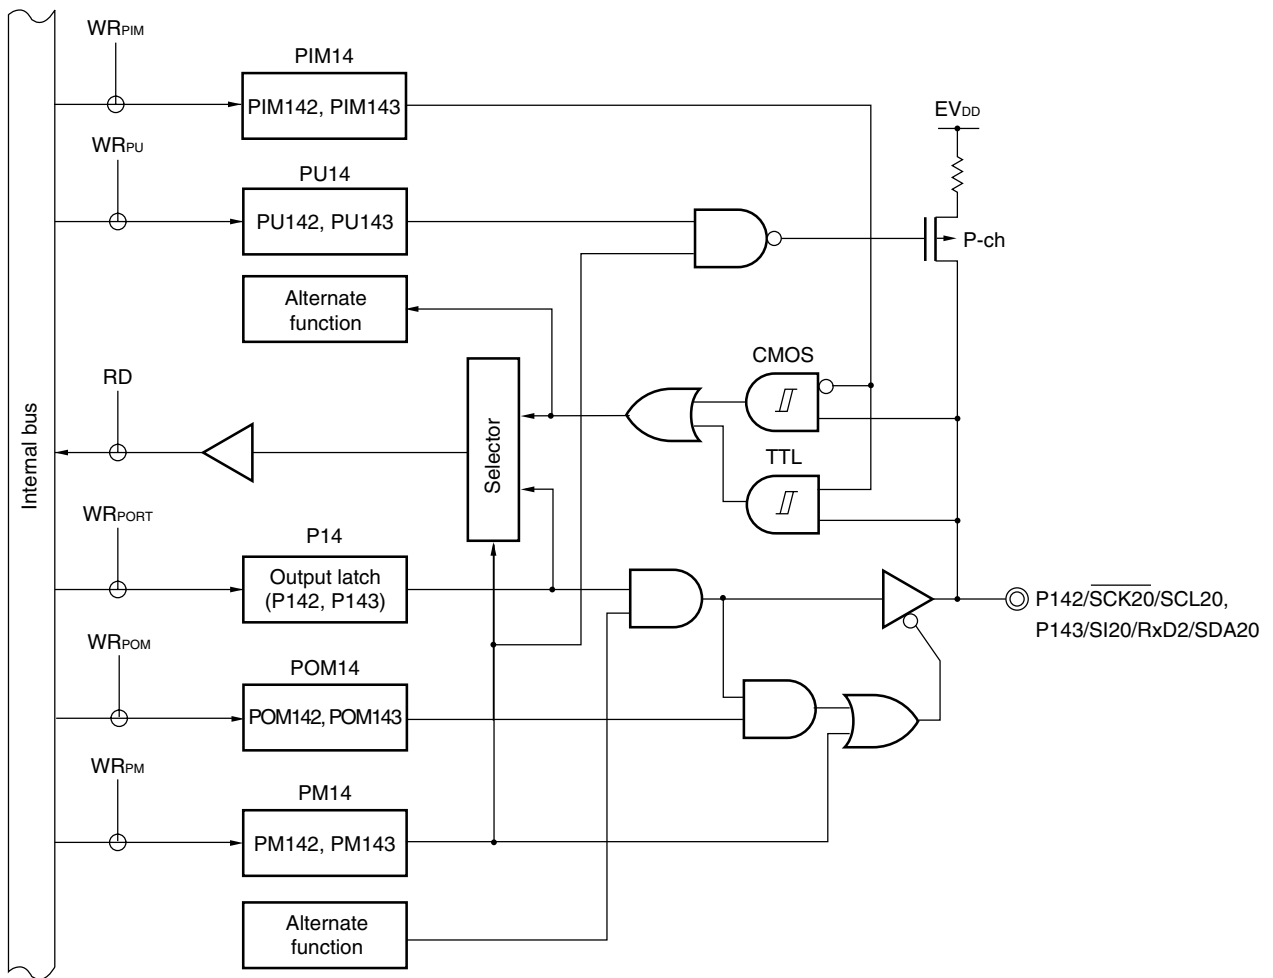 WRPIM
PIM14
PIM142, PIM143
EVDD
WRPU
PU14
PU142, PU143
P-ch
Alternate
function
CMOS
RD
Internal bus
Selector
TTL
WRPORT
P14
Output latch
(P142, P143)
P142/SCK20/SCL20,
P143/SI20/RxD2/SDA20
WRPOM
POM14
POM142, POM143
WRPM
PM14
PM142, PM143
Alternate
function